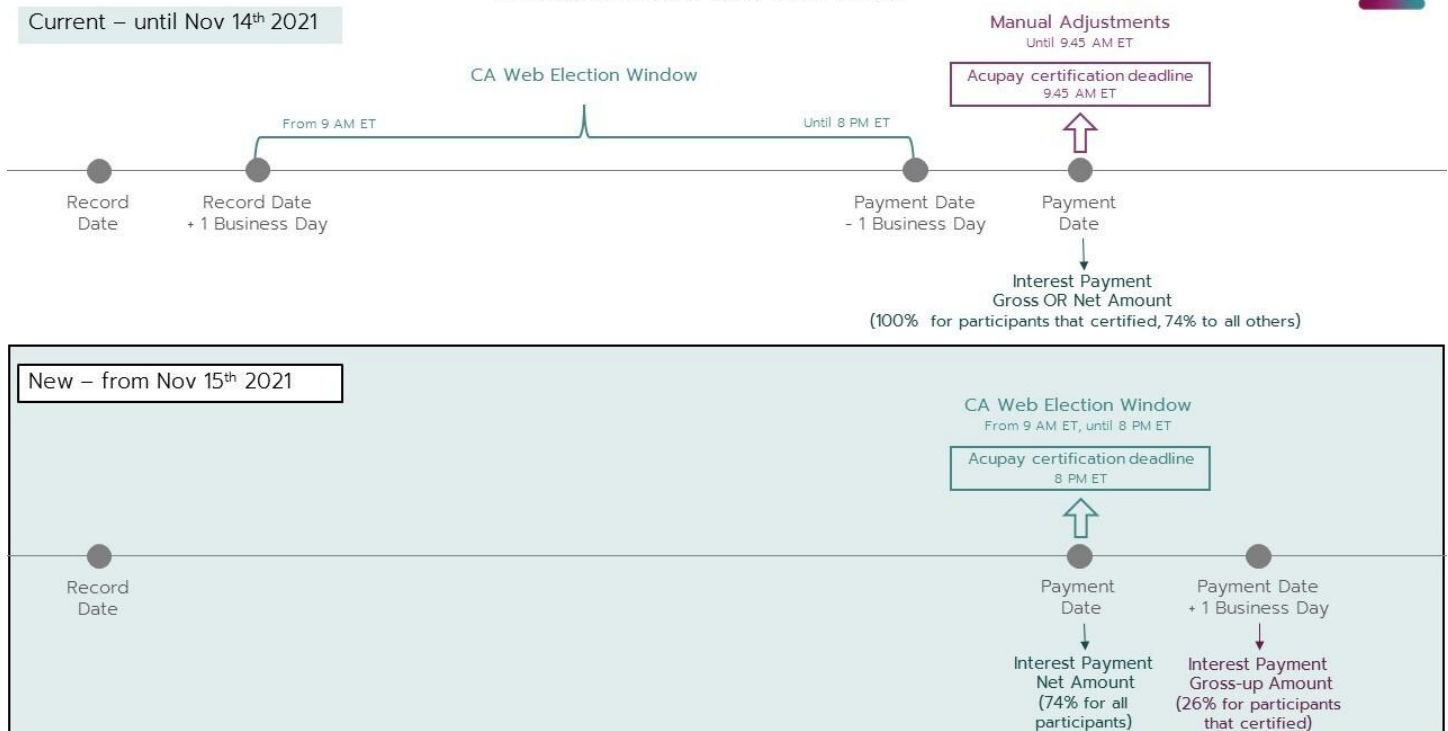 Current – until Nov 14th 2021
Manual Adjustments
Until 9.45 AM ET
CA Web Election Window
Acupay certification deadline
9.45 AM ET
From 9 AM ET
Until 8 PM ET
Record
Date
Record Date
+ 1 Business Day
Payment Date
- 1 Business Day
Payment
Date
Interest Payment
Gross OR Net Amount
(100% for participants that certified, 74% to all others)
New – from Nov 15th 2021
CA Web Election Window
From 9 AM ET, until 8 PM ET
Acupay certification deadline
8 PM ET
Record
Date
Payment
Date
Payment Date
+ 1 Business Day
Interest Payment
Net Amount
(74% for all
participants)
Interest Payment
Gross-up Amount
(26% for participants
that certified)